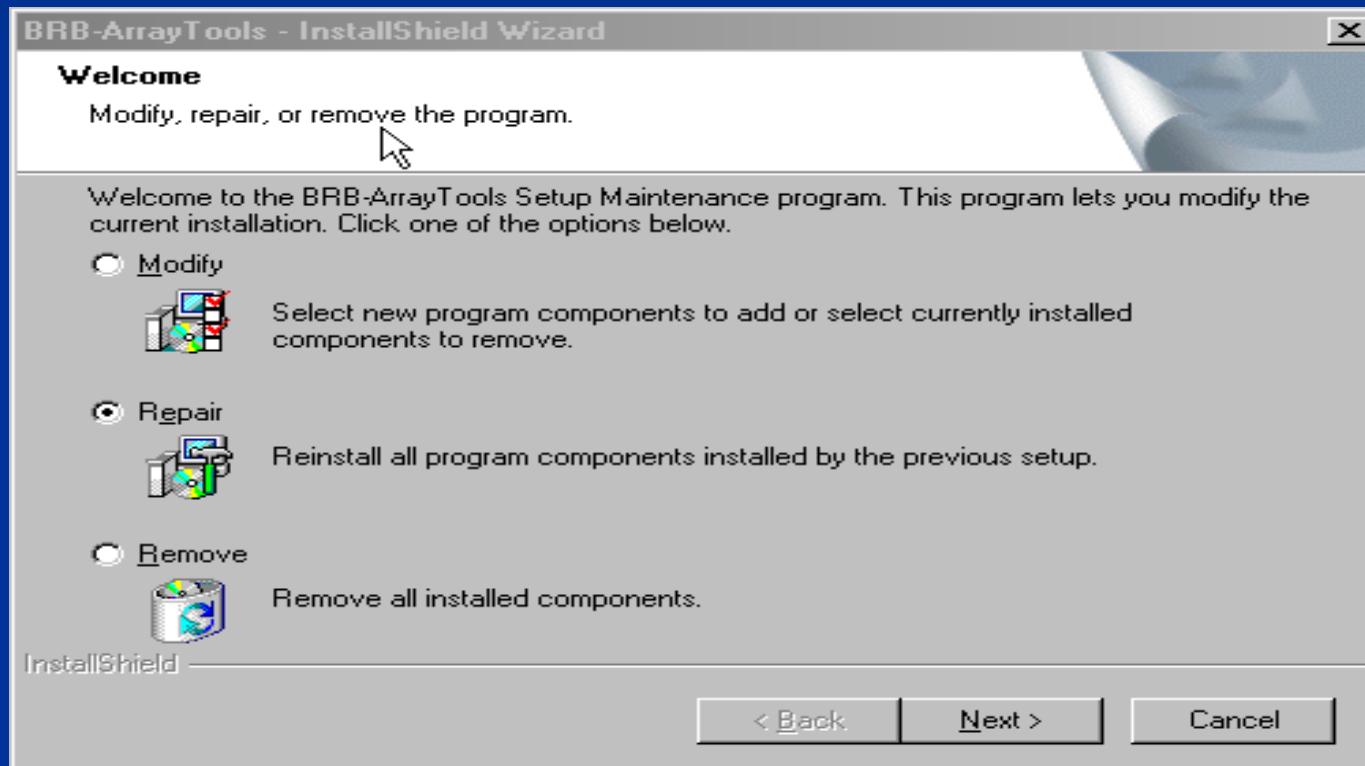 BRB-ArrayTools - InstallShield Wizard
Welcome
Modify, repair, or remove the program.
Welcome to the BRB-ArrayTools Setup Maintenance program. This program lets you modify the
current installation. Click one of the options below.
Modify
Select new program components to add or select currently installed
components to remove.
Repair
Reinstall all program components installed by the previous setup.
Remove
Remove all installed components.
InstallShield
< Back
Next >
Cancel